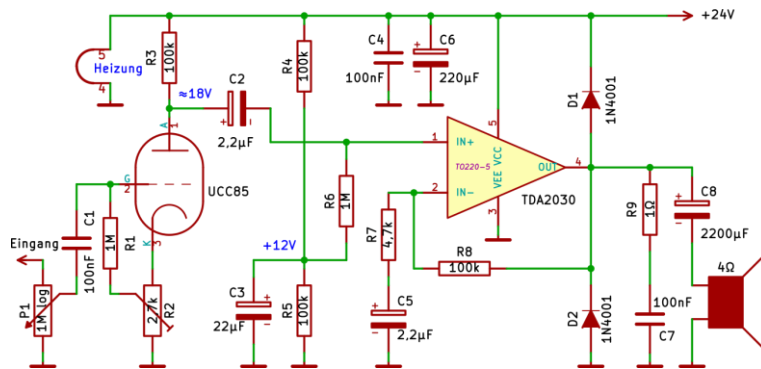 +24V
5
Heizung
4
R3
100k
≈18V
C2
2,2µF
R4
100k
C4
100nF
C6
220µF
D1
1N4001
A
1
G
2
K
3
UCC85
1
IN+
2
IN-
TO220-5
VCC
5
VEE
3
OUT
4
TDA2030
R6
1M
R7
4,7k
R8
100k
R9
1Ω
C8
2200µF
4Ω
Eingang
C1
100nF
R1
1M
P1
1M log
2,7k
R2
+12V
C3
22µF
R5
100k
C5
2,2µF
D2
1N4001
100nF
C7